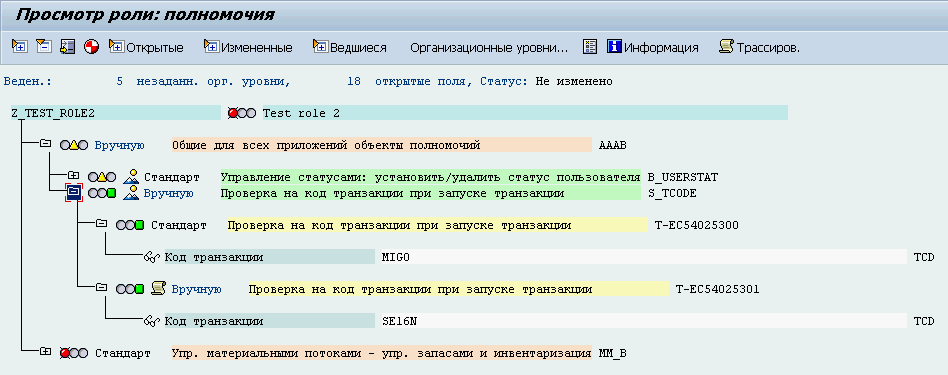 Просмотр роли: полномочия
Открытые Измененные Ведшиеся Организационные уровни... Информация Трассиров.
Веден.: 5 незаданн. орг. уровни, 18 открытые поля, Статус: Не изменено
Z_TEST_ROLE2 Test role 2
Вручную Общие для всех приложений объекты полномочий AAAB
Стандарт Управление статусами: установить/удалить статус пользователя B_USERSTAT
Вручную Проверка на код транзакции при запуске транзакции S_TCODE
Стандарт Проверка на код транзакции при запуске транзакции T-EC54025300
Код транзакции MIGO TCD
Вручную Проверка на код транзакции при запуске транзакции T-EC54025301
Код транзакции SE16N TCD
Стандарт Упр. материальными потоками - упр. запасами и инвентаризация MM_B